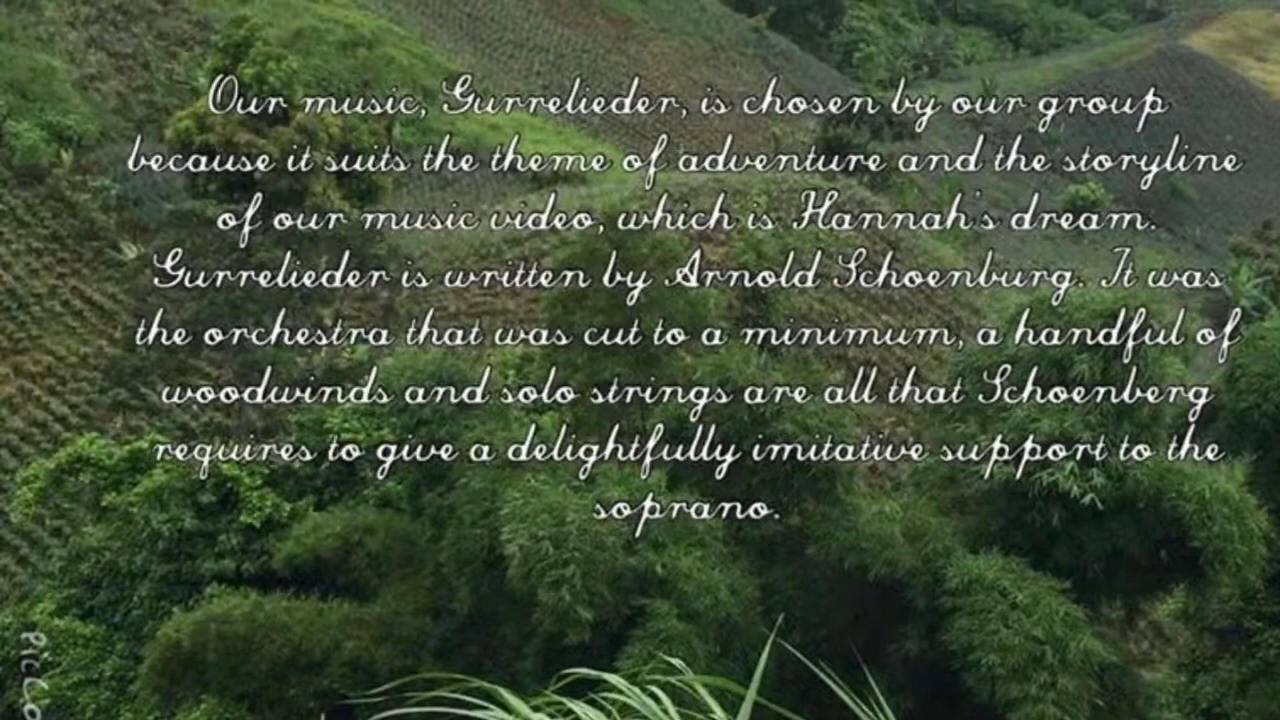 Our music, Gurrelieder, is chosen by our group
because it suits the theme of adventure and the storyline
of our music video, which is Hannah's dream.
Gurrelieder is written by Arnold Schoenburg. It was
the orchestra that was cut to a minimum, a handful of
woodwinds and solo strings are all that Schoenberg
requires to give a delightfully imitative support to the
soprano.